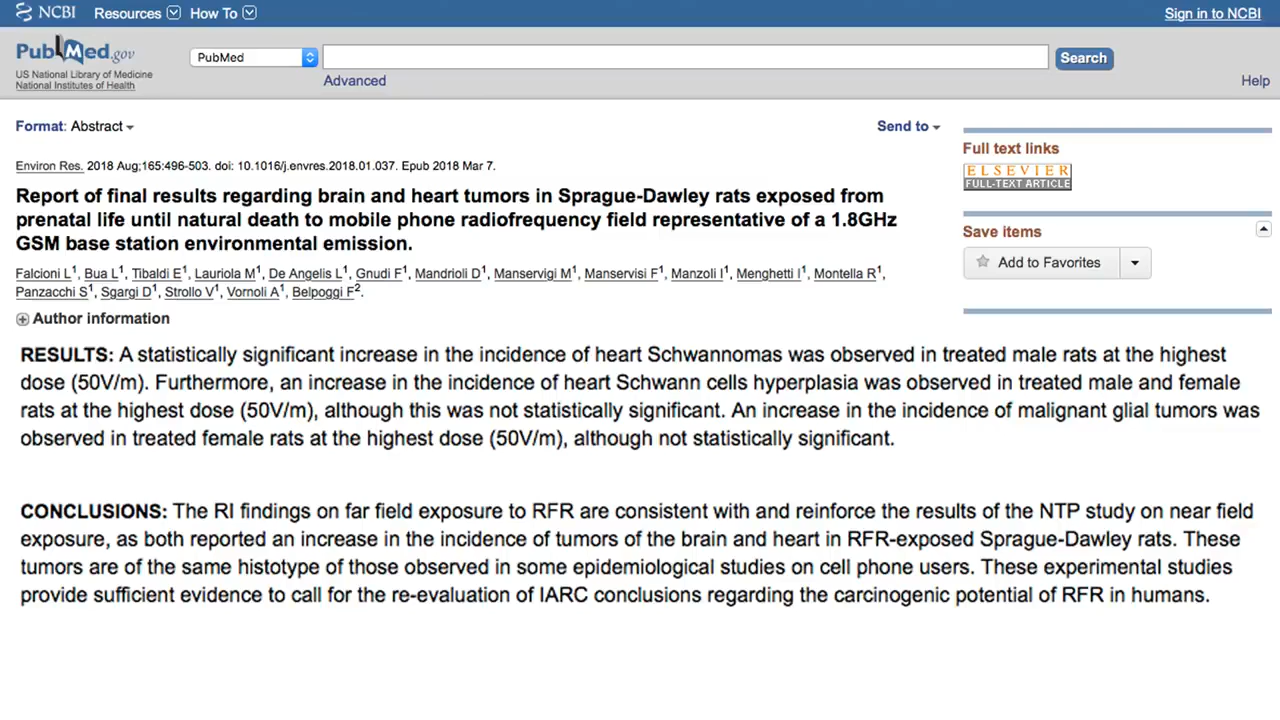 NCBI Resources How To Sign in to NCBI
PubMed.gov
US National Library of Medicine
National Institutes of Health
PubMed
Search
Advanced
Help
Format: Abstract
Send to
Full text links
ELSEVIER
FULL-TEXT ARTICLE
Save items
Add to Favorites
Environ Res. 2018 Aug;165:496-503. doi: 10.1016/j.envres.2018.01.037. Epub 2018 Mar 7.
Report of final results regarding brain and heart tumors in Sprague-Dawley rats exposed from
prenatal life until natural death to mobile phone radiofrequency field representative of a 1.8GHz
GSM base station environmental emission.
Falcioni L1, Bua L1, Tibaldi E1, Lauriola M1, De Angelis L1, Gnudi F1, Mandrioli D1, Manservigi M1, Manservisi F1, Manzoli I1, Menghetti I1, Montella R1,
Panzacchi S1, Sgargi D1, Strollo V1, Vornoli A1, Belpoggi F2.
Author information
RESULTS: A statistically significant increase in the incidence of heart Schwannomas was observed in treated male rats at the highest
dose (50V/m). Furthermore, an increase in the incidence of heart Schwann cells hyperplasia was observed in treated male and female
rats at the highest dose (50V/m), although this was not statistically significant. An increase in the incidence of malignant glial tumors was
observed in treated female rats at the highest dose (50V/m), although not statistically significant.
CONCLUSIONS: The RI findings on far field exposure to RFR are consistent with and reinforce the results of the NTP study on near field
exposure, as both reported an increase in the incidence of tumors of the brain and heart in RFR-exposed Sprague-Dawley rats. These
tumors are of the same histotype of those observed in some epidemiological studies on cell phone users. These experimental studies
provide sufficient evidence to call for the re-evaluation of IARC conclusions regarding the carcinogenic potential of RFR in humans.